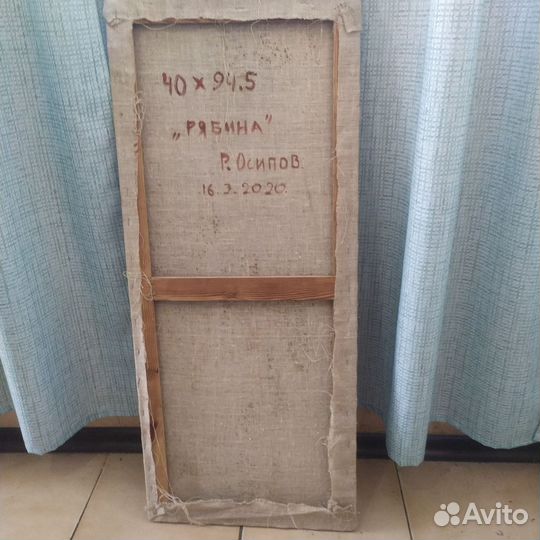 40 x 94.5
„РЯБИНА"
Р. Осипов.
16.3.2020.
Avito